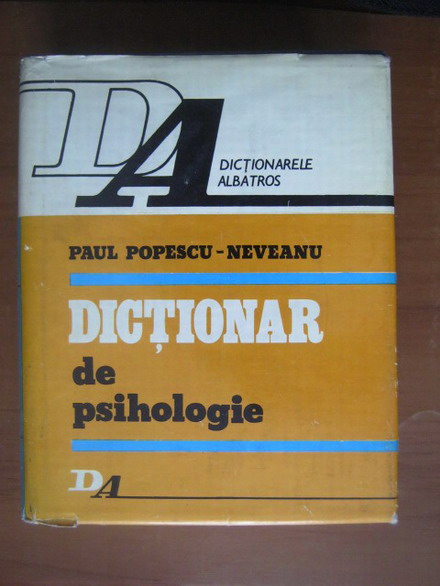 DA
DICȚIONARELE
ALBATROS
PAUL POPESCU-NEVEANU
DICȚIONAR
de
psihologie
DA